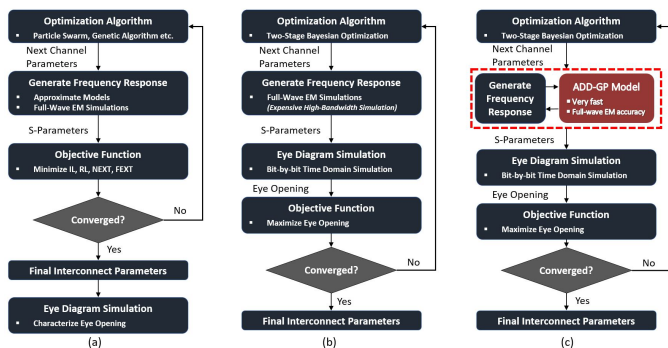 Optimization Algorithm
▪ Particle Swarm, Genetic Algorithm etc.
Next Channel
Parameters
Generate Frequency Response
▪ Approximate Models
▪ Full-Wave EM Simulations
S-Parameters
Objective Function
▪ Minimize IL, RL, NEXT, FEXT
Converged?
No
Yes
Final Interconnect Parameters
Eye Diagram Simulation
▪ Characterize Eye Opening
(a)
Optimization Algorithm
▪ Two-Stage Bayesian Optimization
Next Channel
Parameters
Generate Frequency Response
▪ Full-Wave EM Simulations
(Expensive High-Bandwidth Simulation)
S-Parameters
Eye Diagram Simulation
▪ Bit-by-bit Time Domain Simulation
Eye Opening
Objective Function
▪ Maximize Eye Opening
Converged?
No
Yes
Final Interconnect Parameters
(b)
Optimization Algorithm
▪ Two-Stage Bayesian Optimization
Next Channel
Parameters
Generate
Frequency
Response
ADD-GP Model
▪ Very fast
▪ Full-wave EM accuracy
S-Parameters
Eye Diagram Simulation
▪ Bit-by-bit Time Domain Simulation
Eye Opening
Objective Function
▪ Maximize Eye Opening
Converged?
No
Yes
Final Interconnect Parameters
(c)